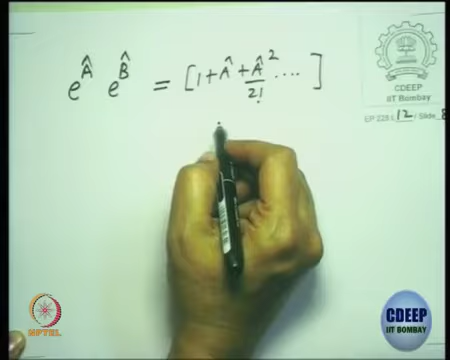 e^Â e^B̂ = [1 + Â + Â²/2! ....]
CDEEP
IIT Bombay
EP 228 L 12 / Slide 8
NPTEL
CDEEP
IIT BOMBAY